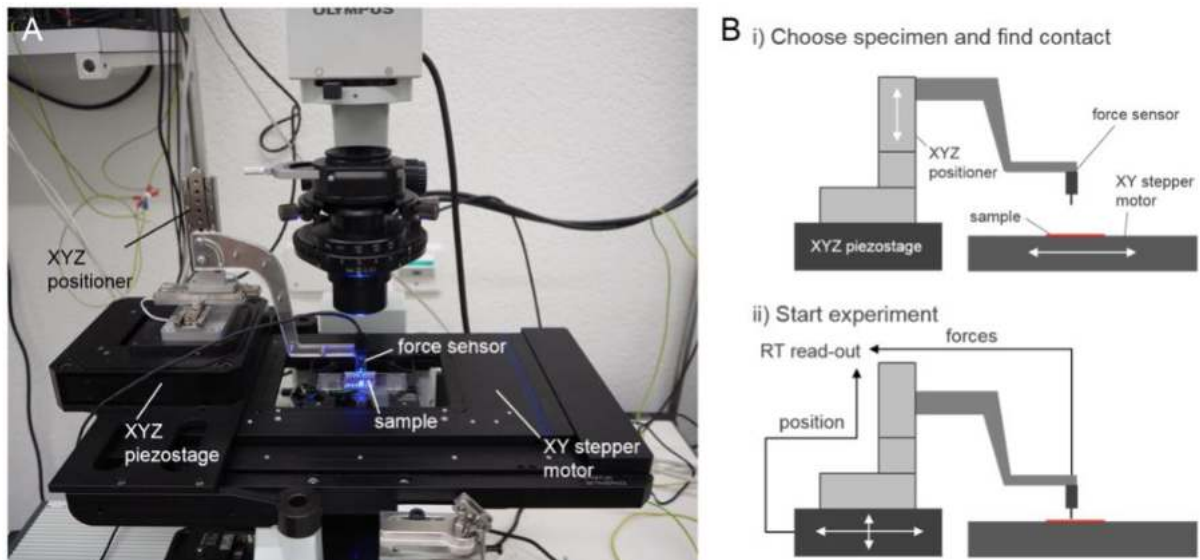 A
OLYMPUS
XYZ
positioner
force sensor
sample
XYZ
piezostage
XY stepper
motor
B
i) Choose specimen and find contact
force sensor
XYZ
positioner
XY stepper
motor
sample
XYZ piezostage
ii) Start experiment
RT read-out
forces
position